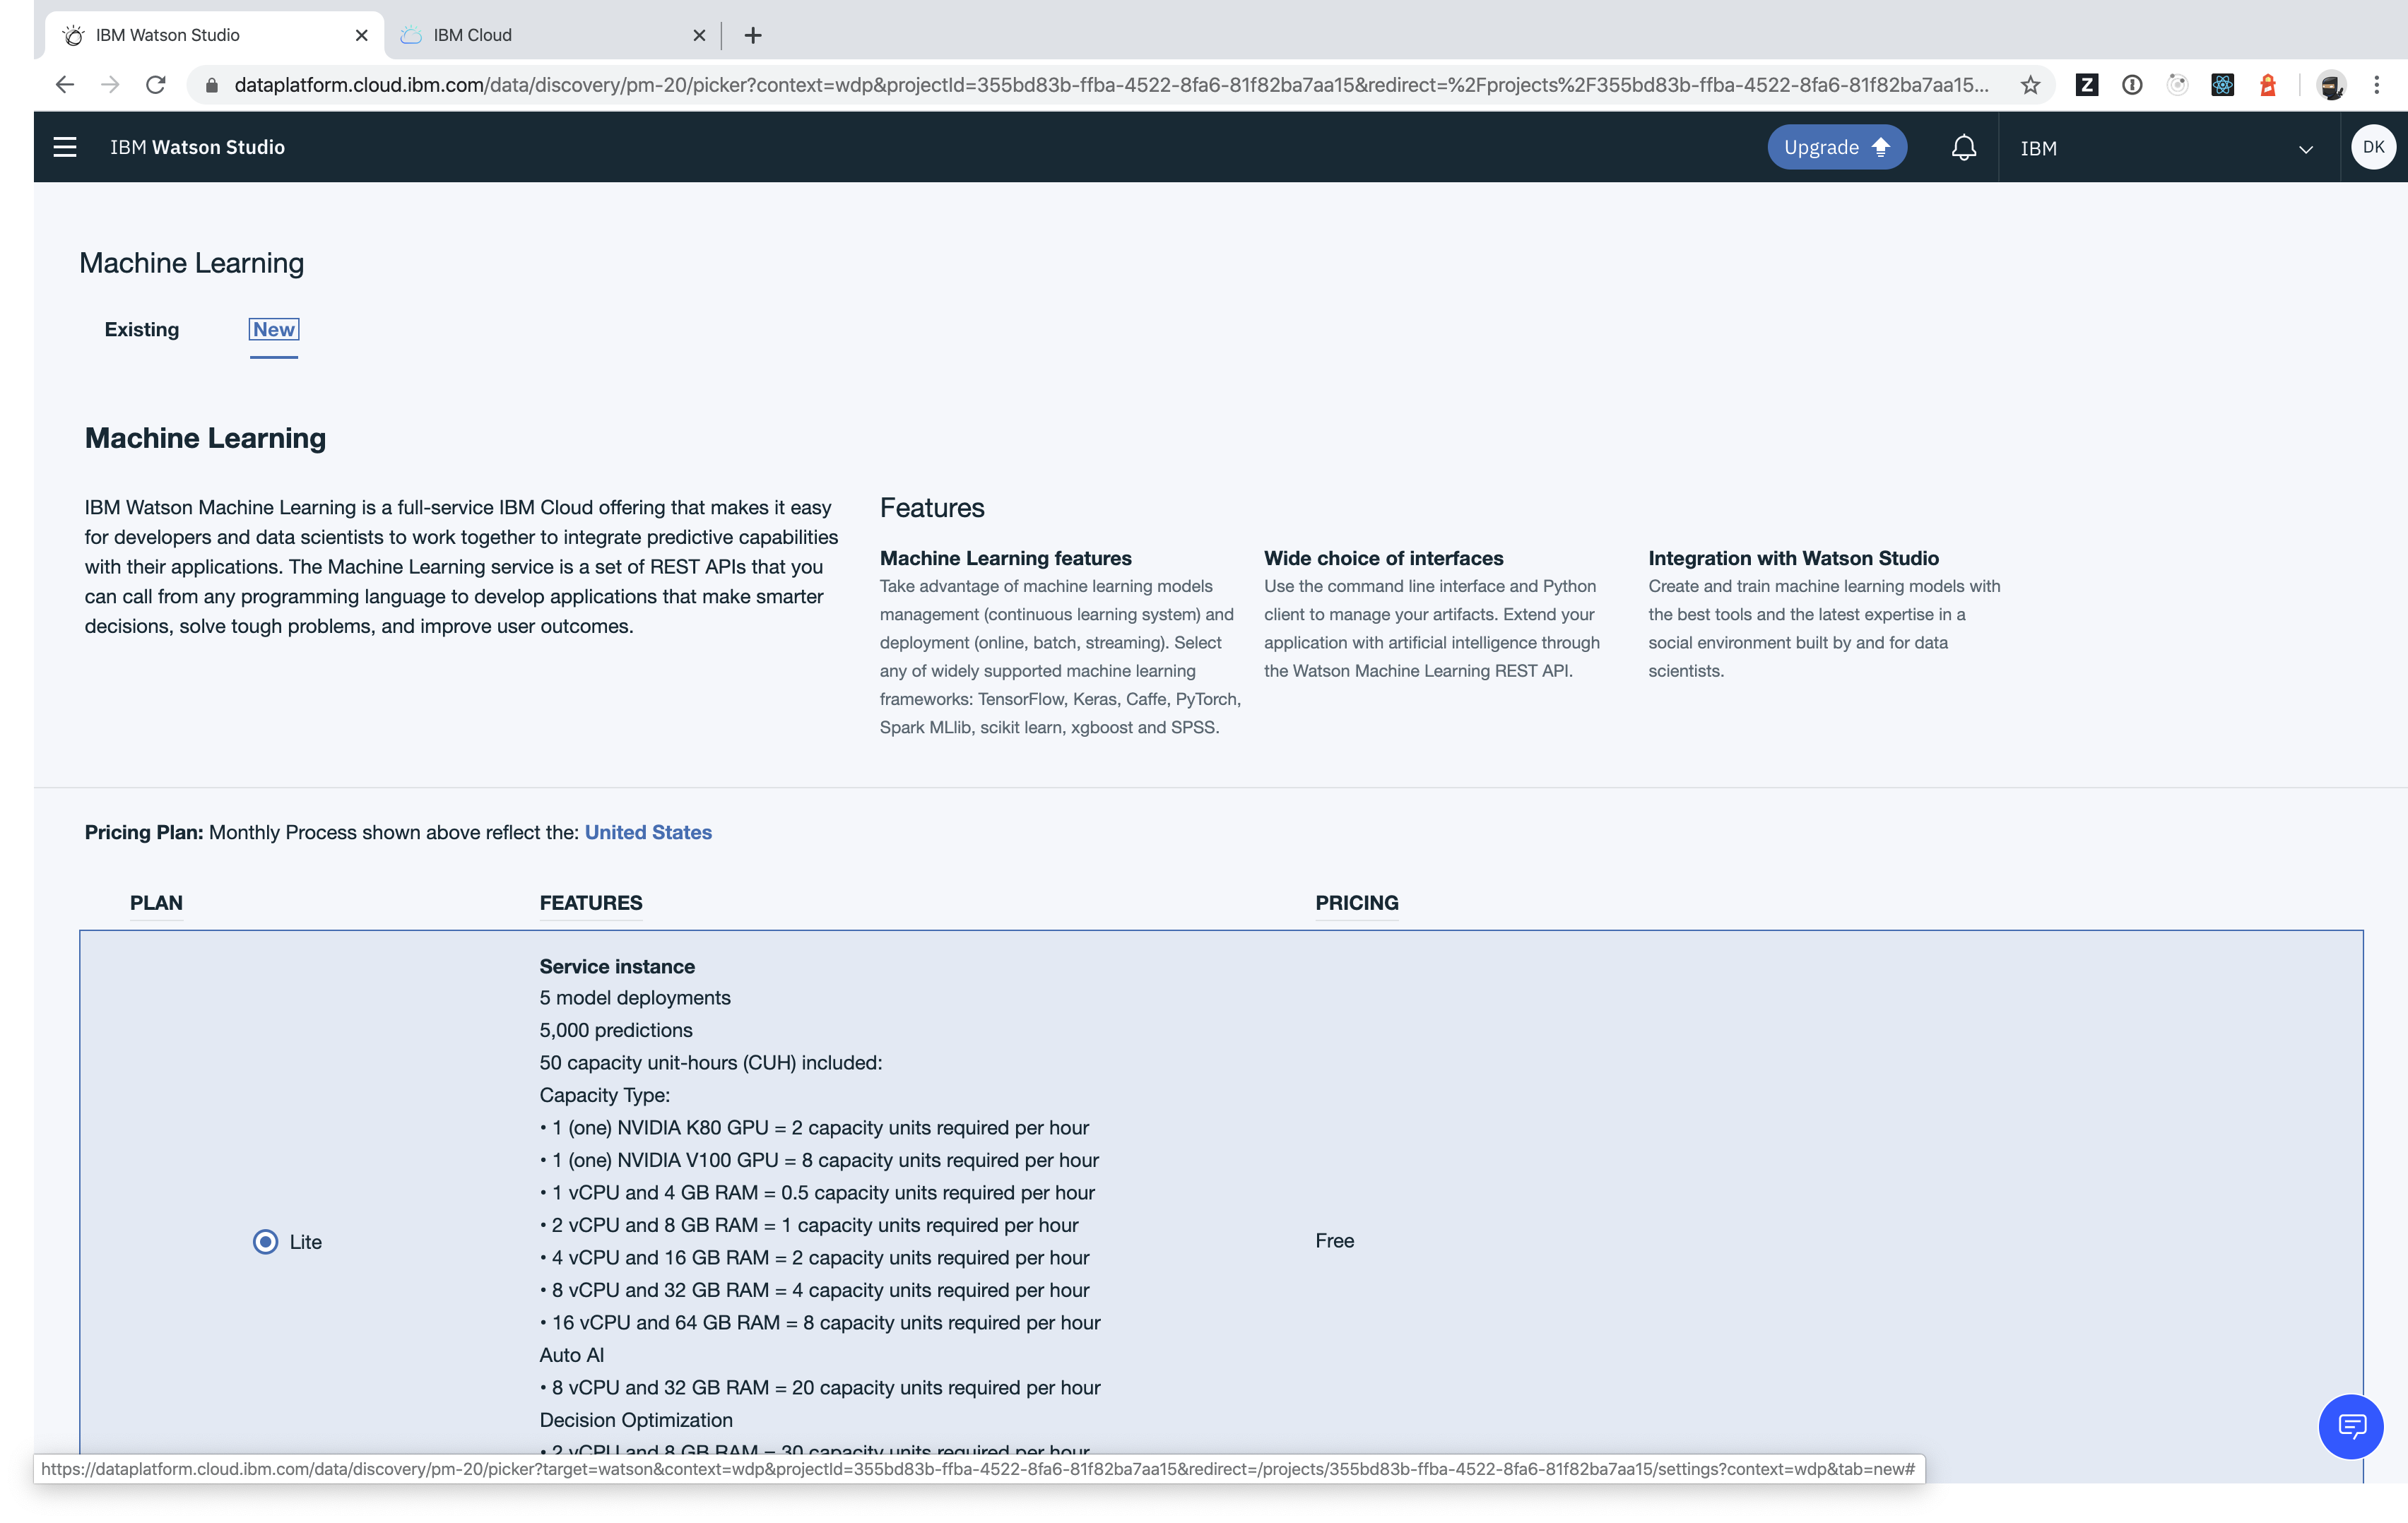 IBM Watson Studio
IBM Cloud
dataplatform.cloud.ibm.com/data/discovery/pm-20/picker?context=wdp&projectId=355bd83b-ffba-4522-8fa6-81f82ba7aa15&redirect=%2Fprojects%2F355bd83b-ffba-4522-8fa6-81f82ba7aa15...
Z
IBM Watson Studio
Upgrade
IBM
DK
Machine Learning
Existing
New
Machine Learning
IBM Watson Machine Learning is a full-service IBM Cloud offering that makes it easy
for developers and data scientists to work together to integrate predictive capabilities
with their applications. The Machine Learning service is a set of REST APIs that you
can call from any programming language to develop applications that make smarter
decisions, solve tough problems, and improve user outcomes.
Features
Machine Learning features
Take advantage of machine learning models
management (continuous learning system) and
deployment (online, batch, streaming). Select
any of widely supported machine learning
frameworks: TensorFlow, Keras, Caffe, PyTorch,
Spark MLlib, scikit learn, xgboost and SPSS.
Wide choice of interfaces
Use the command line interface and Python
client to manage your artifacts. Extend your
application with artificial intelligence through
the Watson Machine Learning REST API.
Integration with Watson Studio
Create and train machine learning models with
the best tools and the latest expertise in a
social environment built by and for data
scientists.
Pricing Plan: Monthly Process shown above reflect the: United States
PLAN
FEATURES
PRICING
Lite
Service instance
5 model deployments
5,000 predictions
50 capacity unit-hours (CUH) included:
Capacity Type:
• 1 (one) NVIDIA K80 GPU = 2 capacity units required per hour
• 1 (one) NVIDIA V100 GPU = 8 capacity units required per hour
• 1 vCPU and 4 GB RAM = 0.5 capacity units required per hour
• 2 vCPU and 8 GB RAM = 1 capacity units required per hour
• 4 vCPU and 16 GB RAM = 2 capacity units required per hour
• 8 vCPU and 32 GB RAM = 4 capacity units required per hour
• 16 vCPU and 64 GB RAM = 8 capacity units required per hour
Auto AI
• 8 vCPU and 32 GB RAM = 20 capacity units required per hour
Decision Optimization
• 2 vCPU and 8 GB RAM = 30 capacity units required per hour
Free
https://dataplatform.cloud.ibm.com/data/discovery/pm-20/picker?target=watson&context=wdp&projectId=355bd83b-ffba-4522-8fa6-81f82ba7aa15&redirect=/projects/355bd83b-ffba-4522-8fa6-81f82ba7aa15/settings?context=wdp&tab=new#